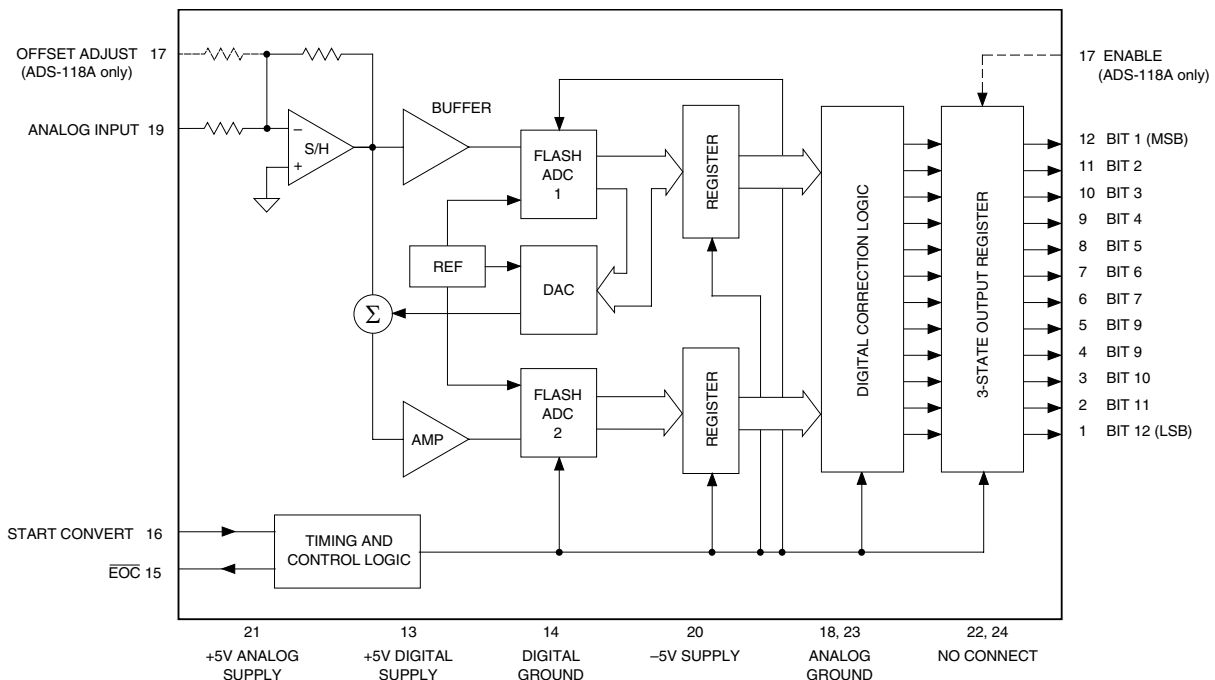 OFFSET ADJUST 17
(ADS-118A only)
17 ENABLE
(ADS-118A only)
BUFFER
ANALOG INPUT 19
–
S/H
+
FLASH
ADC
1
REGISTER
DIGITAL CORRECTION LOGIC
3-STATE OUTPUT REGISTER
12 BIT 1 (MSB)
11 BIT 2
10 BIT 3
9 BIT 4
8 BIT 5
7 BIT 6
6 BIT 7
5 BIT 9
4 BIT 9
3 BIT 10
2 BIT 11
1 BIT 12 (LSB)
REF
DAC
Σ
AMP
FLASH
ADC
2
REGISTER
START CONVERT 16
EOC 15
TIMING AND
CONTROL LOGIC
21
+5V ANALOG
SUPPLY
13
+5V DIGITAL
SUPPLY
14
DIGITAL
GROUND
20
–5V SUPPLY
18, 23
ANALOG
GROUND
22, 24
NO CONNECT